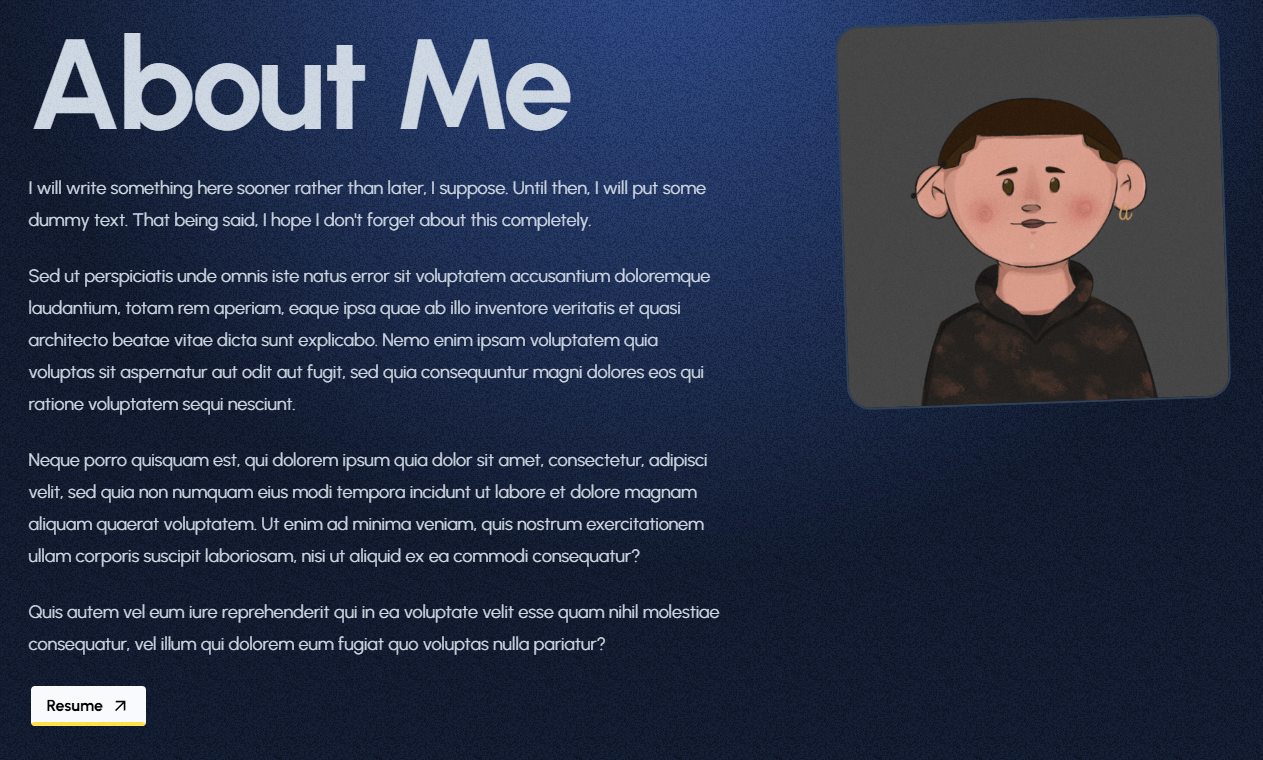 About Me
I will write something here sooner rather than later, I suppose. Until then, I will put some
dummy text. That being said, I hope I don't forget about this completely.
Sed ut perspiciatis unde omnis iste natus error sit voluptatem accusantium doloremque
laudantium, totam rem aperiam, eaque ipsa quae ab illo inventore veritatis et quasi
architecto beatae vitae dicta sunt explicabo. Nemo enim ipsam voluptatem quia
voluptas sit aspernatur aut odit aut fugit, sed quia consequuntur magni dolores eos qui
ratione voluptatem sequi nesciunt.
Neque porro quisquam est, qui dolorem ipsum quia dolor sit amet, consectetur, adipisci
velit, sed quia non numquam eius modi tempora incidunt ut labore et dolore magnam
aliquam quaerat voluptatem. Ut enim ad minima veniam, quis nostrum exercitationem
ullam corporis suscipit laboriosam, nisi ut aliquid ex ea commodi consequatur?
Quis autem vel eum iure reprehenderit qui in ea voluptate velit esse quam nihil molestiae
consequatur, vel illum qui dolorem eum fugiat quo voluptas nulla pariatur?
Resume